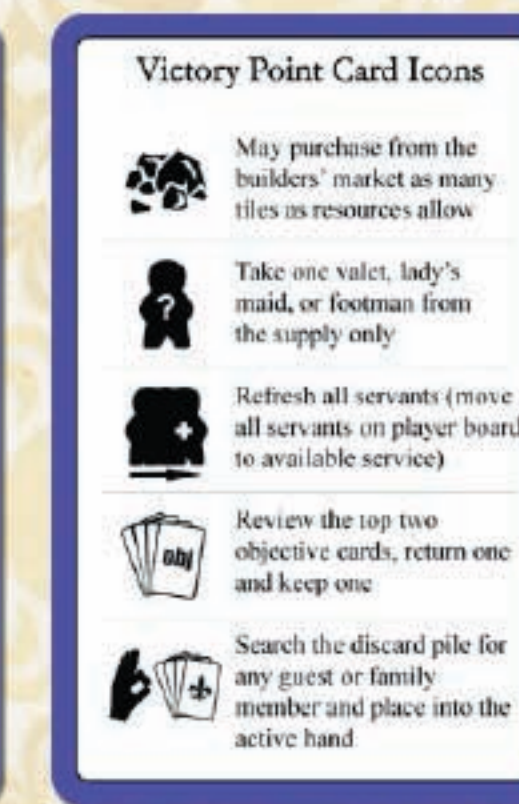 Victory Point Card Icons
May purchase from the
builders' market as many
tiles as resources allow
?
Take one valet, lady's
maid, or footman from
the supply only
+
Refresh all servants (move
all servants on player board
to available service)
obj
Review the top two
objective cards, return one
and keep one
Search the discard pile for
any guest or family
member and place into the
active hand